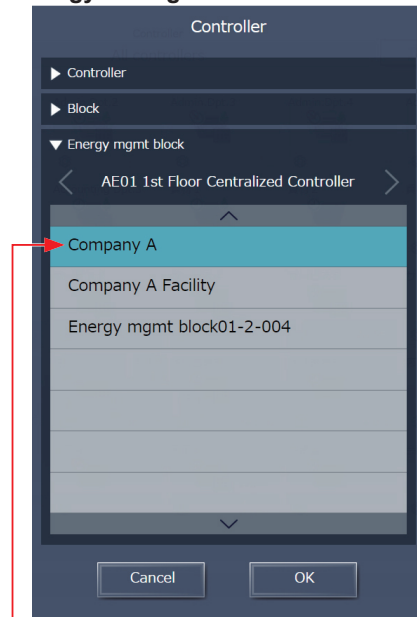 Controller
Controller
Block
Energy mgmt block
AE01 1st Floor Centralized Controller
Company A
Company A Facility
Energy mgmt block01-2-004
Cancel
OK